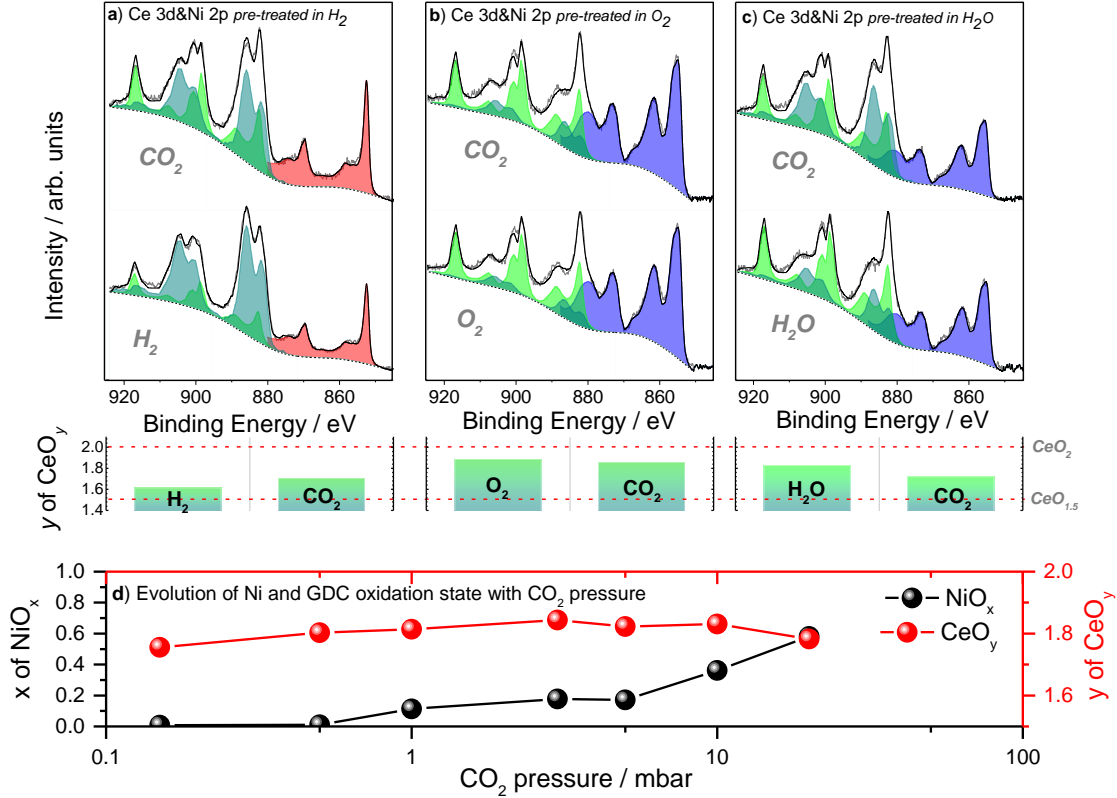 a) Ce 3d&Ni 2p pre-treated in H₂
b) Ce 3d&Ni 2p pre-treated in O₂
c) Ce 3d&Ni 2p pre-treated in H₂O
Intensity / arb. units
CO₂
CO₂
CO₂
H₂
O₂
H₂O
920 900 880 860
920 900 880 860
920 900 880 860
Binding Energy / eV
Binding Energy / eV
Binding Energy / eV
y of CeO_y
2.0
1.8
1.6
1.4
H₂
CO₂
O₂
CO₂
H₂O
CO₂
CeO₂
CeO₁.₅
d) Evolution of Ni and GDC oxidation state with CO₂ pressure
x of NiOₓ
1.0
0.8
0.6
0.4
0.2
0.0
NiOₓ
CeO_y
2.0
1.8
1.6
y of CeO_y
0.1 1 10 100
CO₂ pressure / mbar